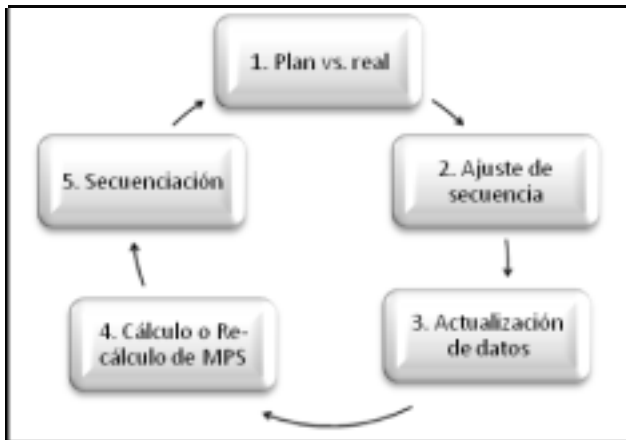 1. Plan vs. real
2. Ajuste de
secuencia
3. Actualización
de datos
4. Cálculo o Re-
cálculo de MPS
5. Secuenciación